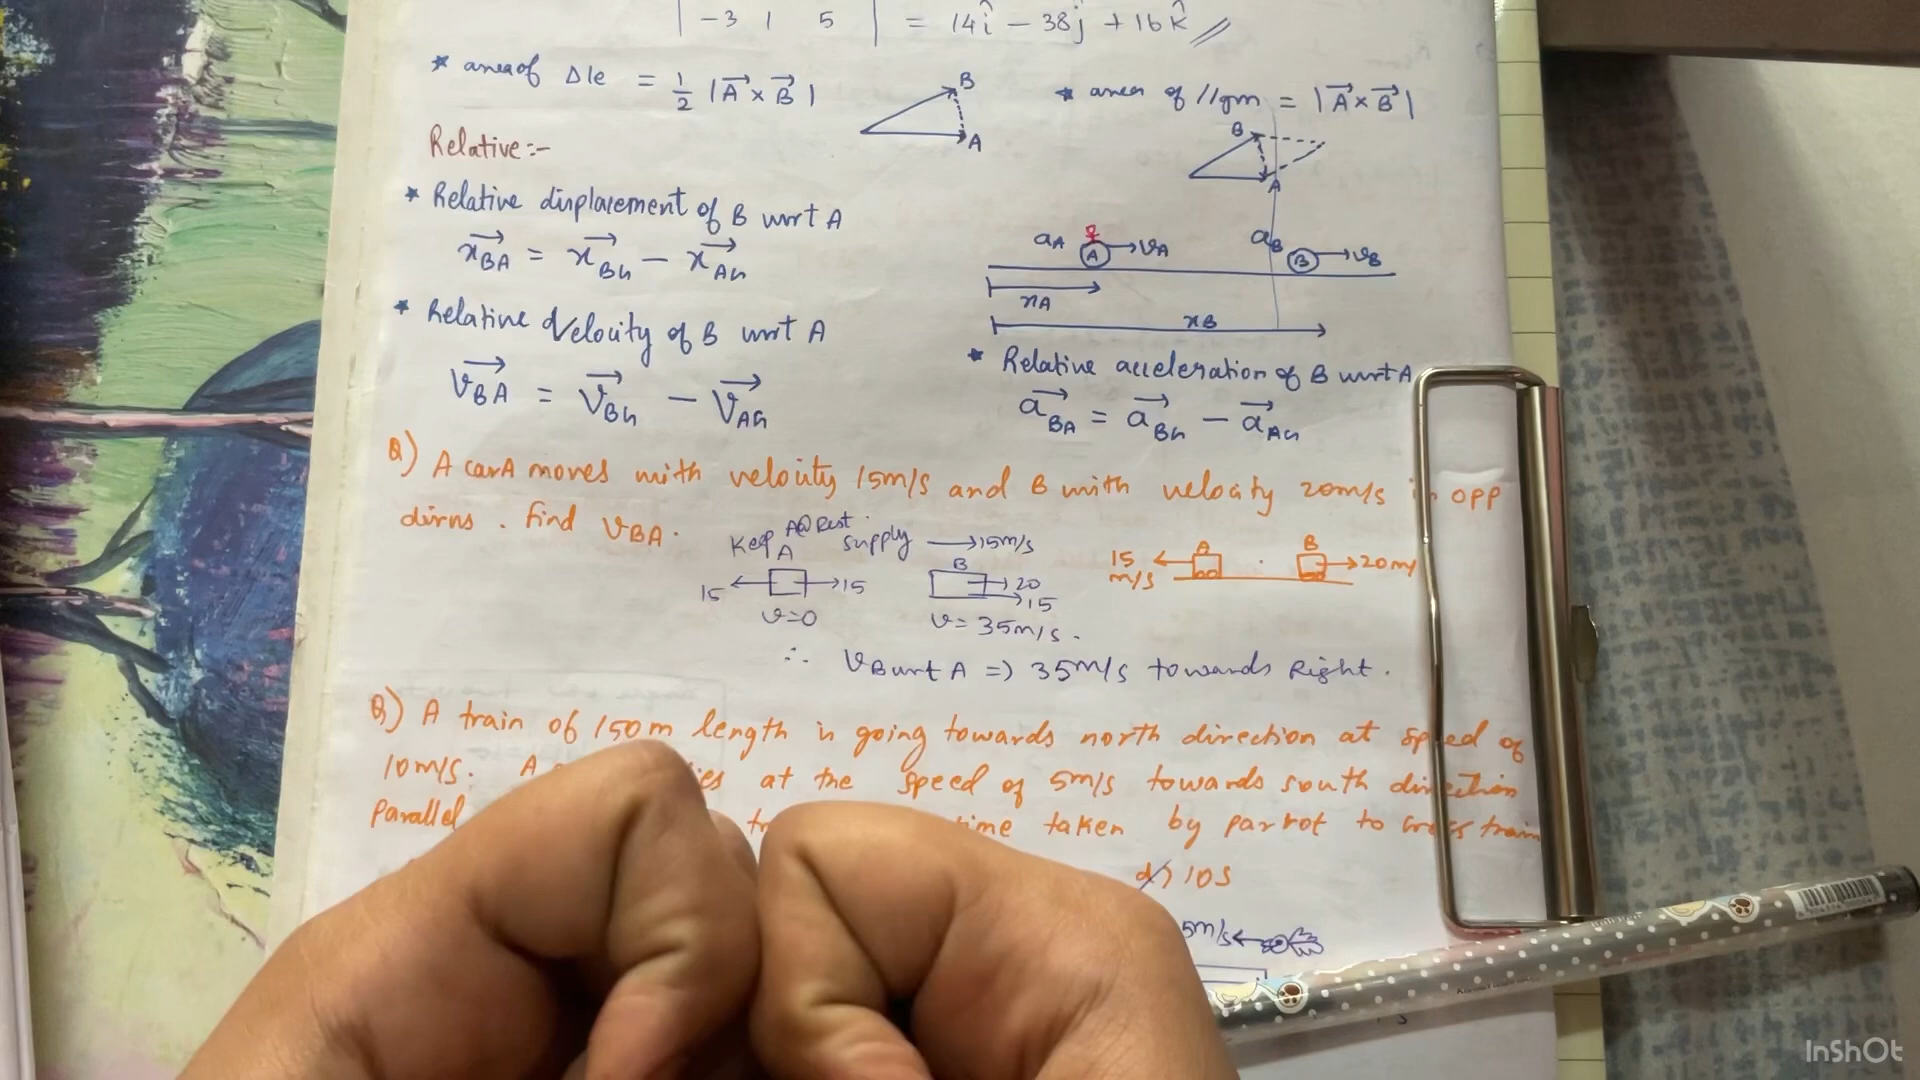 | -3 1 5 | = 14î - 38ĵ + 16k̂ //
* area of Δle = 1/2 |A⃗ × B⃗|
B
A
* area of //gm = |A⃗ × B⃗|
B
A
Relative :-
* Relative displacement of B wrt A
x⃗BA = x⃗BG - x⃗AG
aA A → vA aB B → vB
xA
xB
* Relative Velocity of B wrt A
v⃗BA = v⃗BG - v⃗AG
* Relative acceleration of B wrt A
a⃗BA = a⃗BG - a⃗AG
Q) A car A moves with velocity 15m/s and B with velocity 20m/s in opp
dirns . find vBA .
Keep A@Rest supply → 15m/s
A
15 ← → 15
v=0
B
→ 20
→ 15
v = 35m/s .
15 m/s ← A . B → 20m/
∴ vB wrt A => 35m/s towards Right .
Q) A train of 150m length is going towards north direction at speed of
10m/s. A at the speed of 5m/s towards south direction
parallel time taken by parrot to cross train
d) 10s
5m/s ←
InShOt